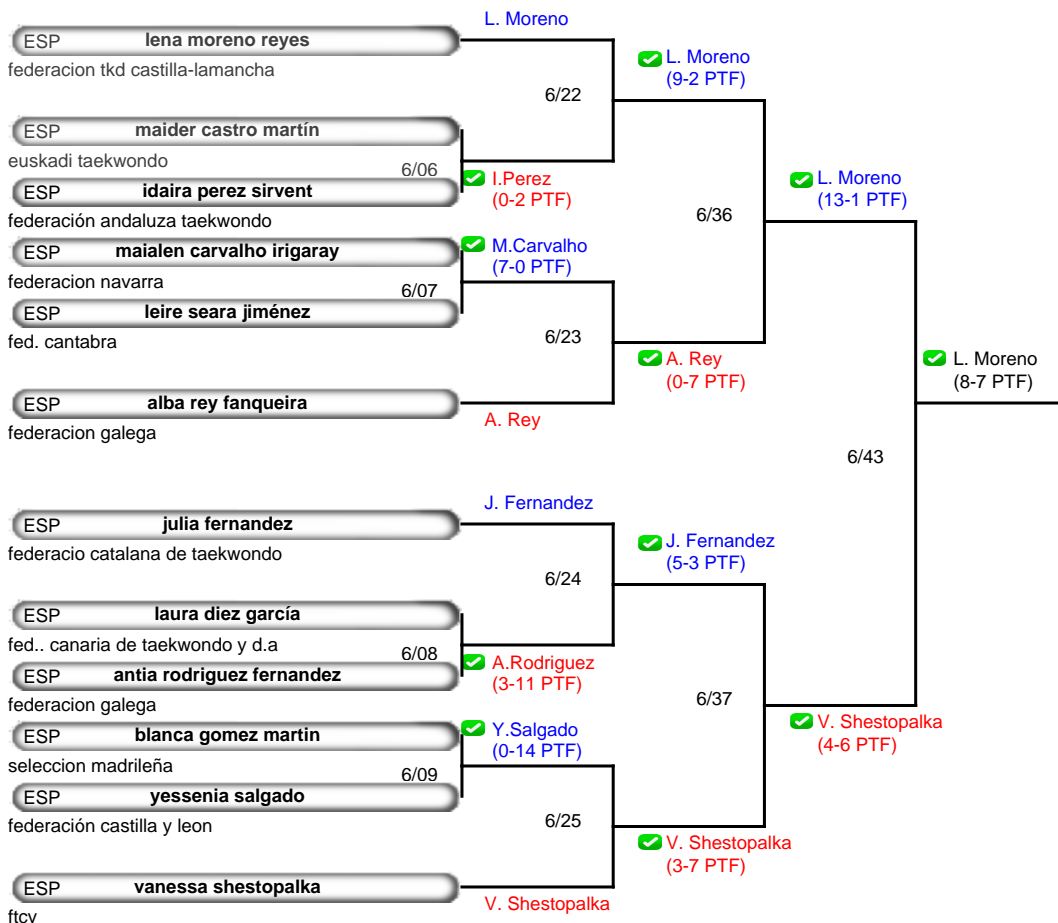 L. Moreno
ESP lena moreno reyes
federacion tkd castilla-lamancha
L. Moreno
(9-2 PTF)
6/22
ESP maider castro martín
euskadi taekwondo
6/06
I.Perez
(0-2 PTF)
ESP idaira perez sirvent
federación andaluza taekwondo
L. Moreno
(13-1 PTF)
6/36
ESP maialen carvalho irigaray
M.Carvalho
(7-0 PTF)
federacion navarra
6/07
ESP leire seara jiménez
fed. cantabra
6/23
A. Rey
(0-7 PTF)
L. Moreno
(8-7 PTF)
ESP alba rey fanqueira
A. Rey
federacion galega
6/43
J. Fernandez
ESP julia fernandez
federacio catalana de taekwondo
J. Fernandez
(5-3 PTF)
6/24
ESP laura diez garcía
fed.. canaria de taekwondo y d.a
6/08
A.Rodriguez
(3-11 PTF)
ESP antia rodriguez fernandez
federacion galega
6/37
V. Shestopalka
(4-6 PTF)
ESP blanca gomez martin
Y.Salgado
(0-14 PTF)
seleccion madrileña
6/09
ESP yessenia salgado
federación castilla y leon
6/25
V. Shestopalka
(3-7 PTF)
ESP vanessa shestopalka
V. Shestopalka
ftcv